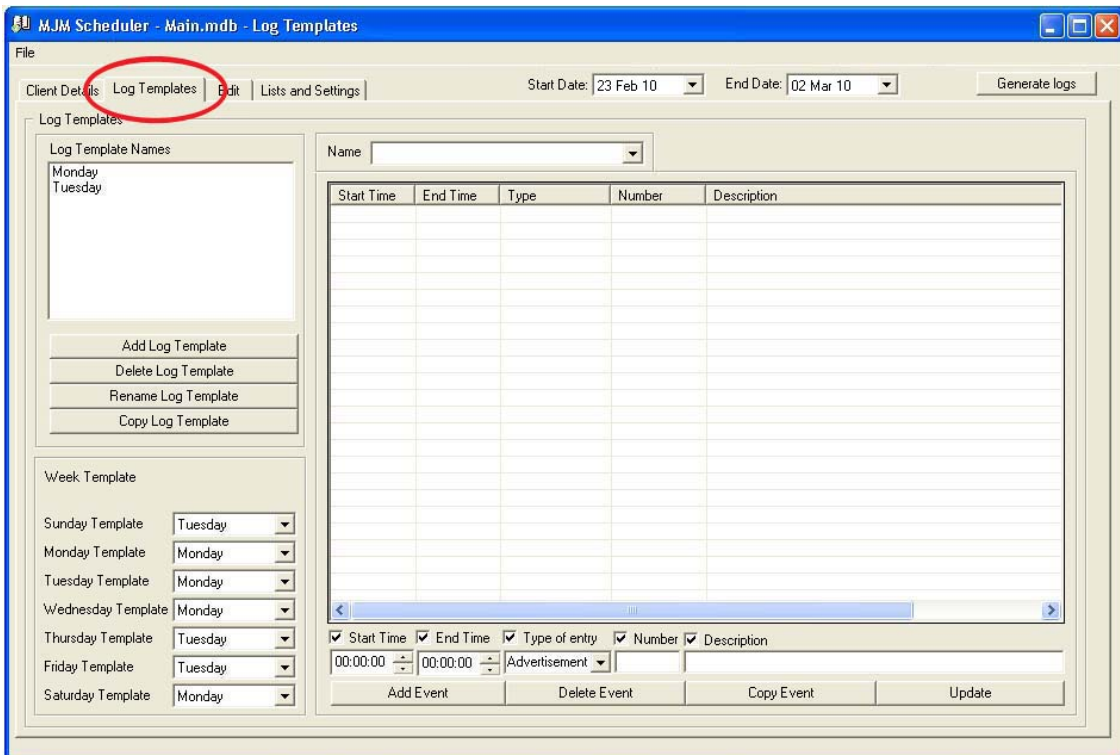 MJM Scheduler - Main.mdb - Log Templates
File
Client Details Log Templates Edit Lists and Settings Start Date: 23 Feb 10 End Date: 02 Mar 10 Generate logs
Log Templates
Log Template Names
Monday
Tuesday
Add Log Template
Delete Log Template
Rename Log Template
Copy Log Template
Week Template
Sunday Template Tuesday
Monday Template Monday
Tuesday Template Monday
Wednesday Template Monday
Thursday Template Tuesday
Friday Template Tuesday
Saturday Template Monday
Name
Start Time End Time Type Number Description
Start Time End Time Type of entry Number Description
00:00:00 00:00:00 Advertisement
Add Event Delete Event Copy Event Update